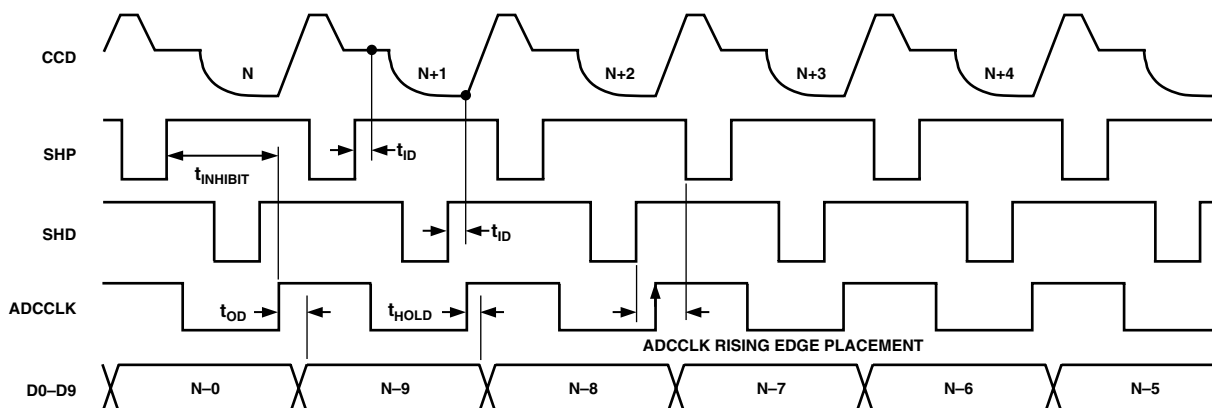 CCD
N
N+1
N+2
N+3
N+4
SHP
tINHIBIT
tID
SHD
tID
ADCCLK
tOD
tHOLD
ADCCLK RISING EDGE PLACEMENT
D0–D9
N–0
N–9
N–8
N–7
N–6
N–5